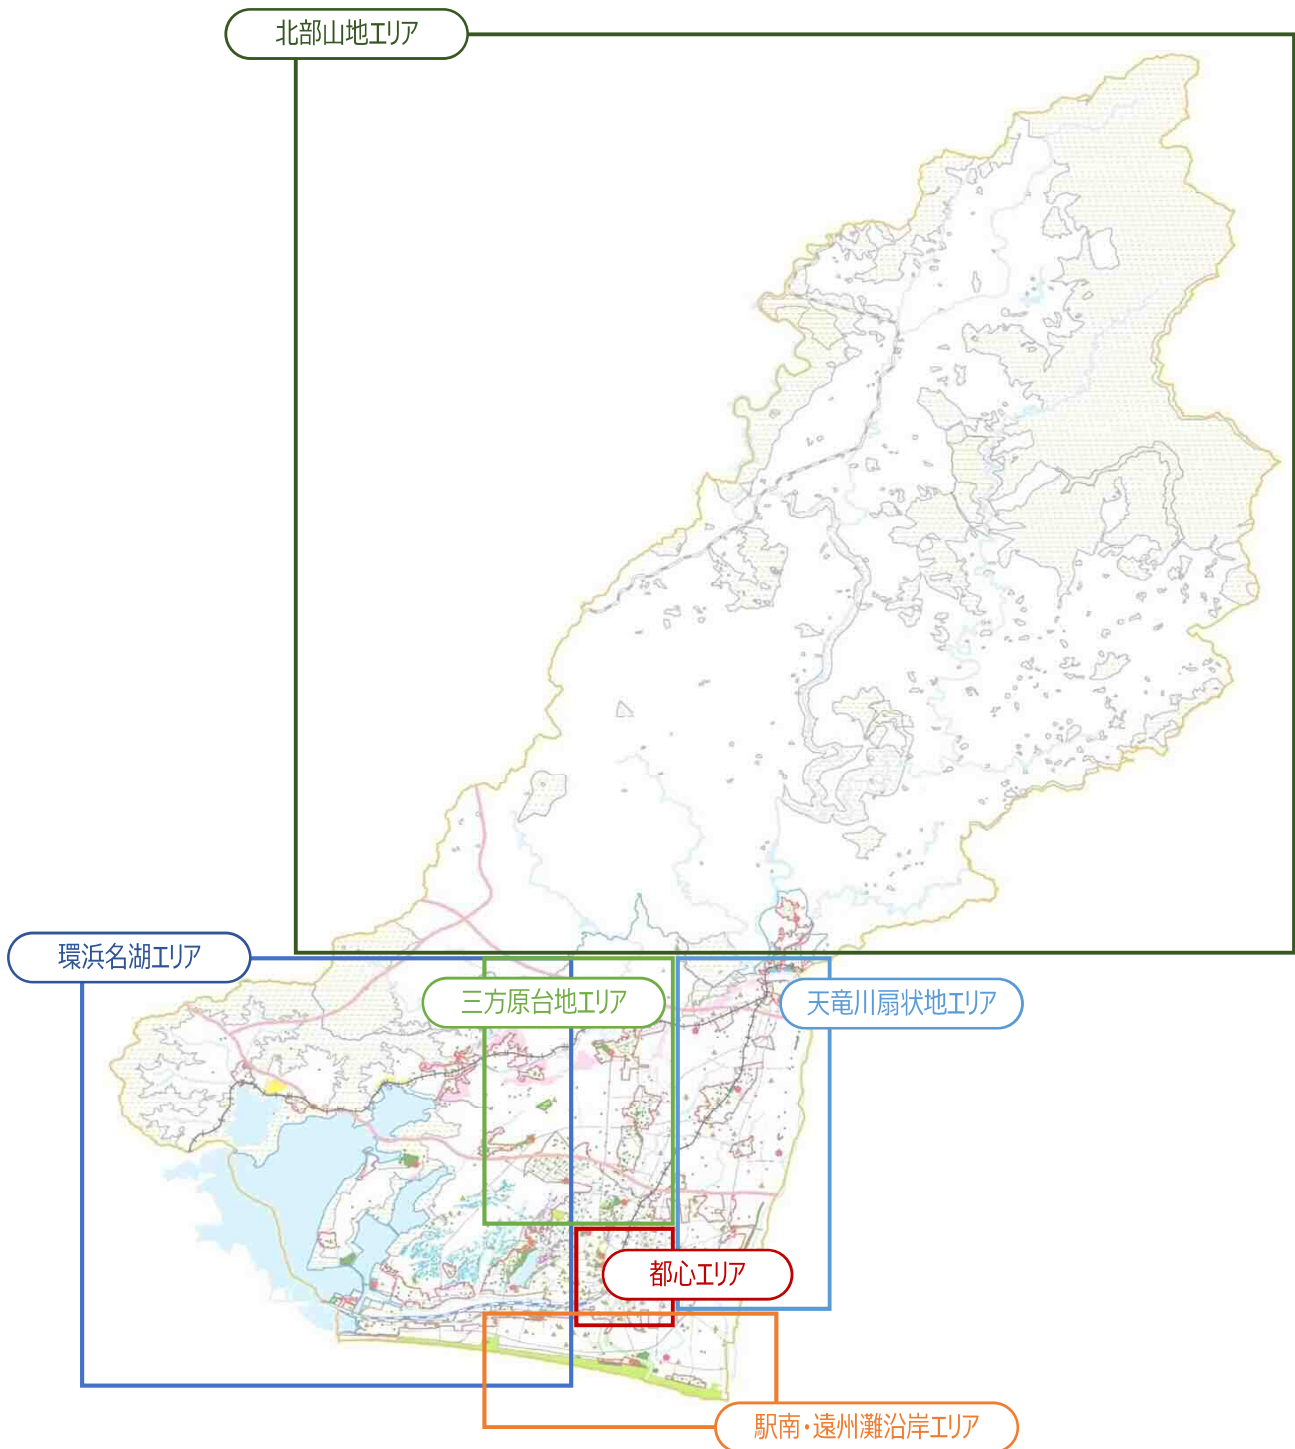 北部山地エリア
環浜名湖エリア
三方原台地エリア
天竜川扇状地エリア
都心エリア
駅南・遠州灘沿岸エリア